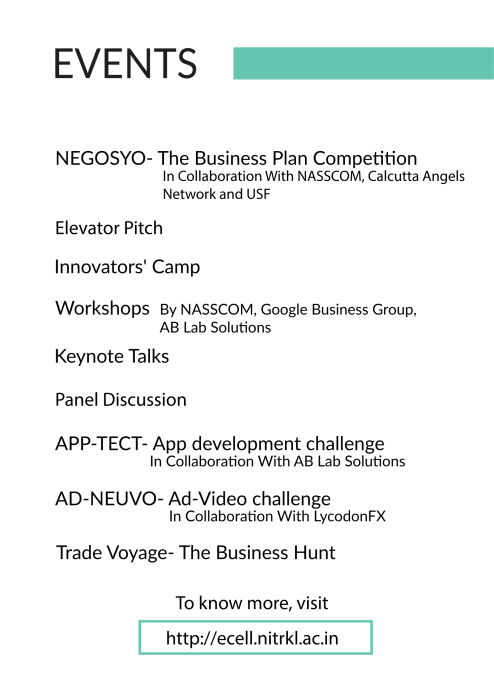 EVENTS
NEGOSYO- The Business Plan Competition
In Collaboration With NASSCOM, Calcutta Angels
Network and USF
Elevator Pitch
Innovators' Camp
Workshops By NASSCOM, Google Business Group,
AB Lab Solutions
Keynote Talks
Panel Discussion
APP-TECT- App development challenge
In Collaboration With AB Lab Solutions
AD-NEUVO- Ad-Video challenge
In Collaboration With LycodonFX
Trade Voyage- The Business Hunt
To know more, visit
http://ecell.nitrkl.ac.in